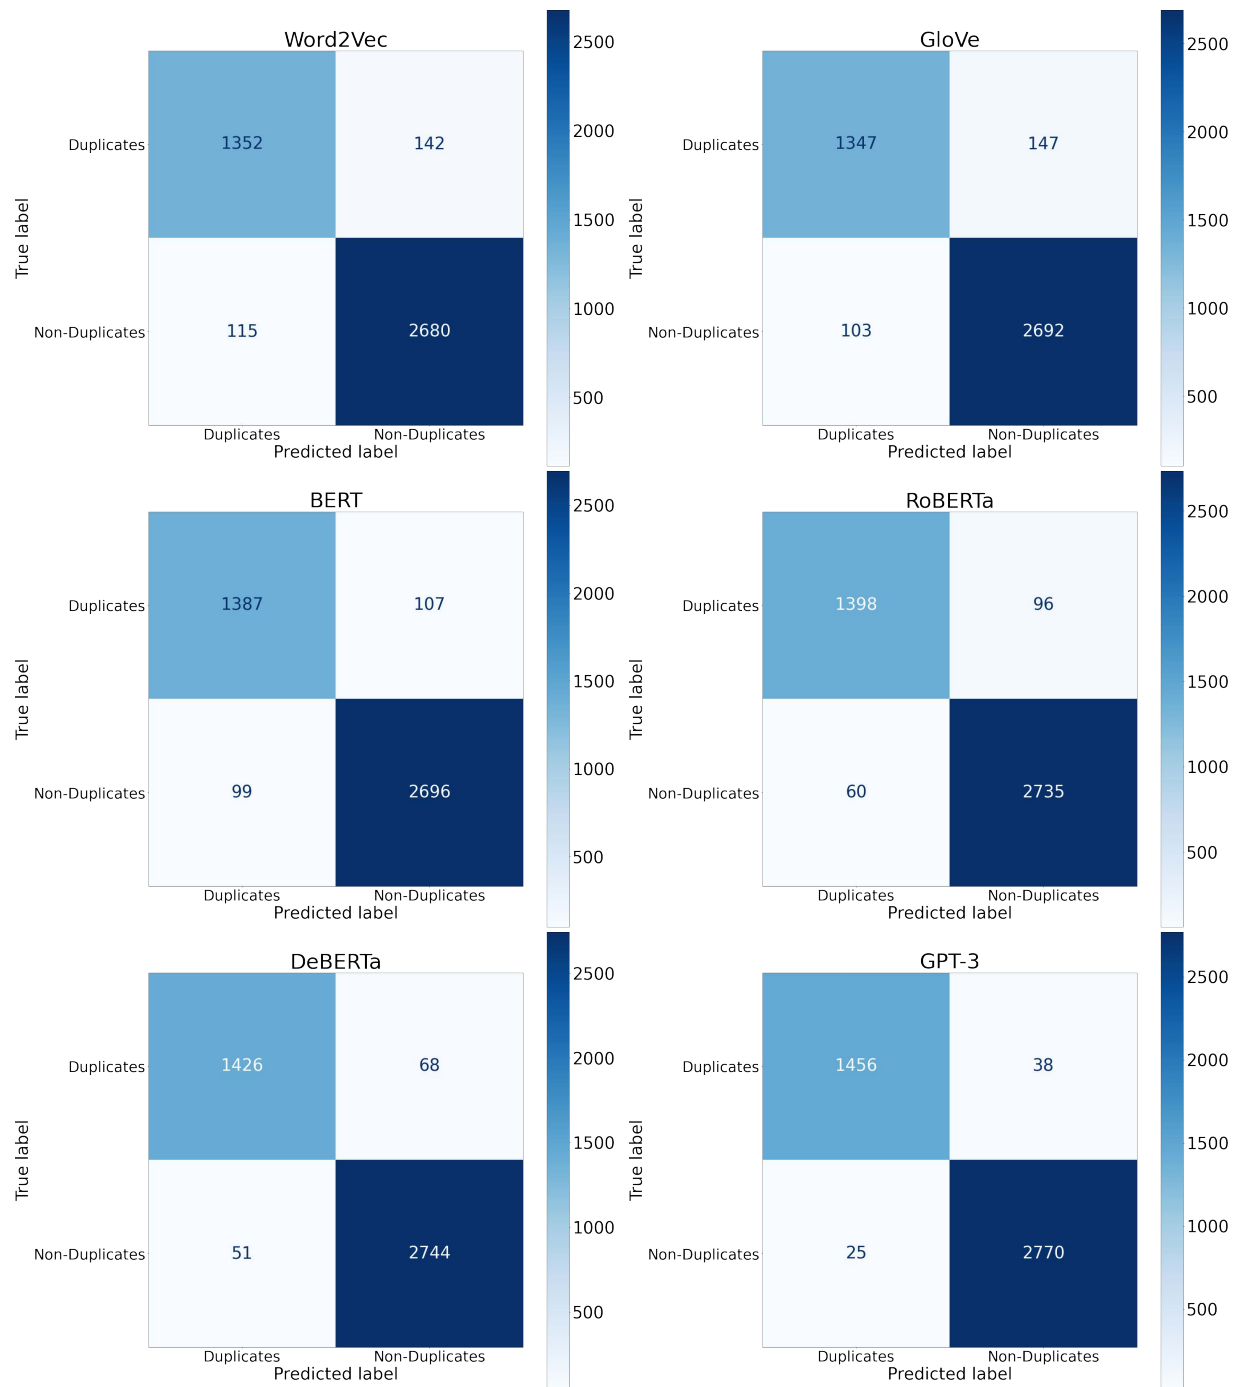 Word2Vec
True label
Duplicates
1352
142
Non-Duplicates
115
2680
Duplicates
Non-Duplicates
Predicted label
2500
2000
1500
1000
500
GloVe
True label
Duplicates
1347
147
Non-Duplicates
103
2692
Duplicates
Non-Duplicates
Predicted label
2500
2000
1500
1000
500
BERT
True label
Duplicates
1387
107
Non-Duplicates
99
2696
Duplicates
Non-Duplicates
Predicted label
2500
2000
1500
1000
500
RoBERTa
True label
Duplicates
1398
96
Non-Duplicates
60
2735
Duplicates
Non-Duplicates
Predicted label
2500
2000
1500
1000
500
DeBERTa
True label
Duplicates
1426
68
Non-Duplicates
51
2744
Duplicates
Non-Duplicates
Predicted label
2500
2000
1500
1000
500
GPT-3
True label
Duplicates
1456
38
Non-Duplicates
25
2770
Duplicates
Non-Duplicates
Predicted label
2500
2000
1500
1000
500